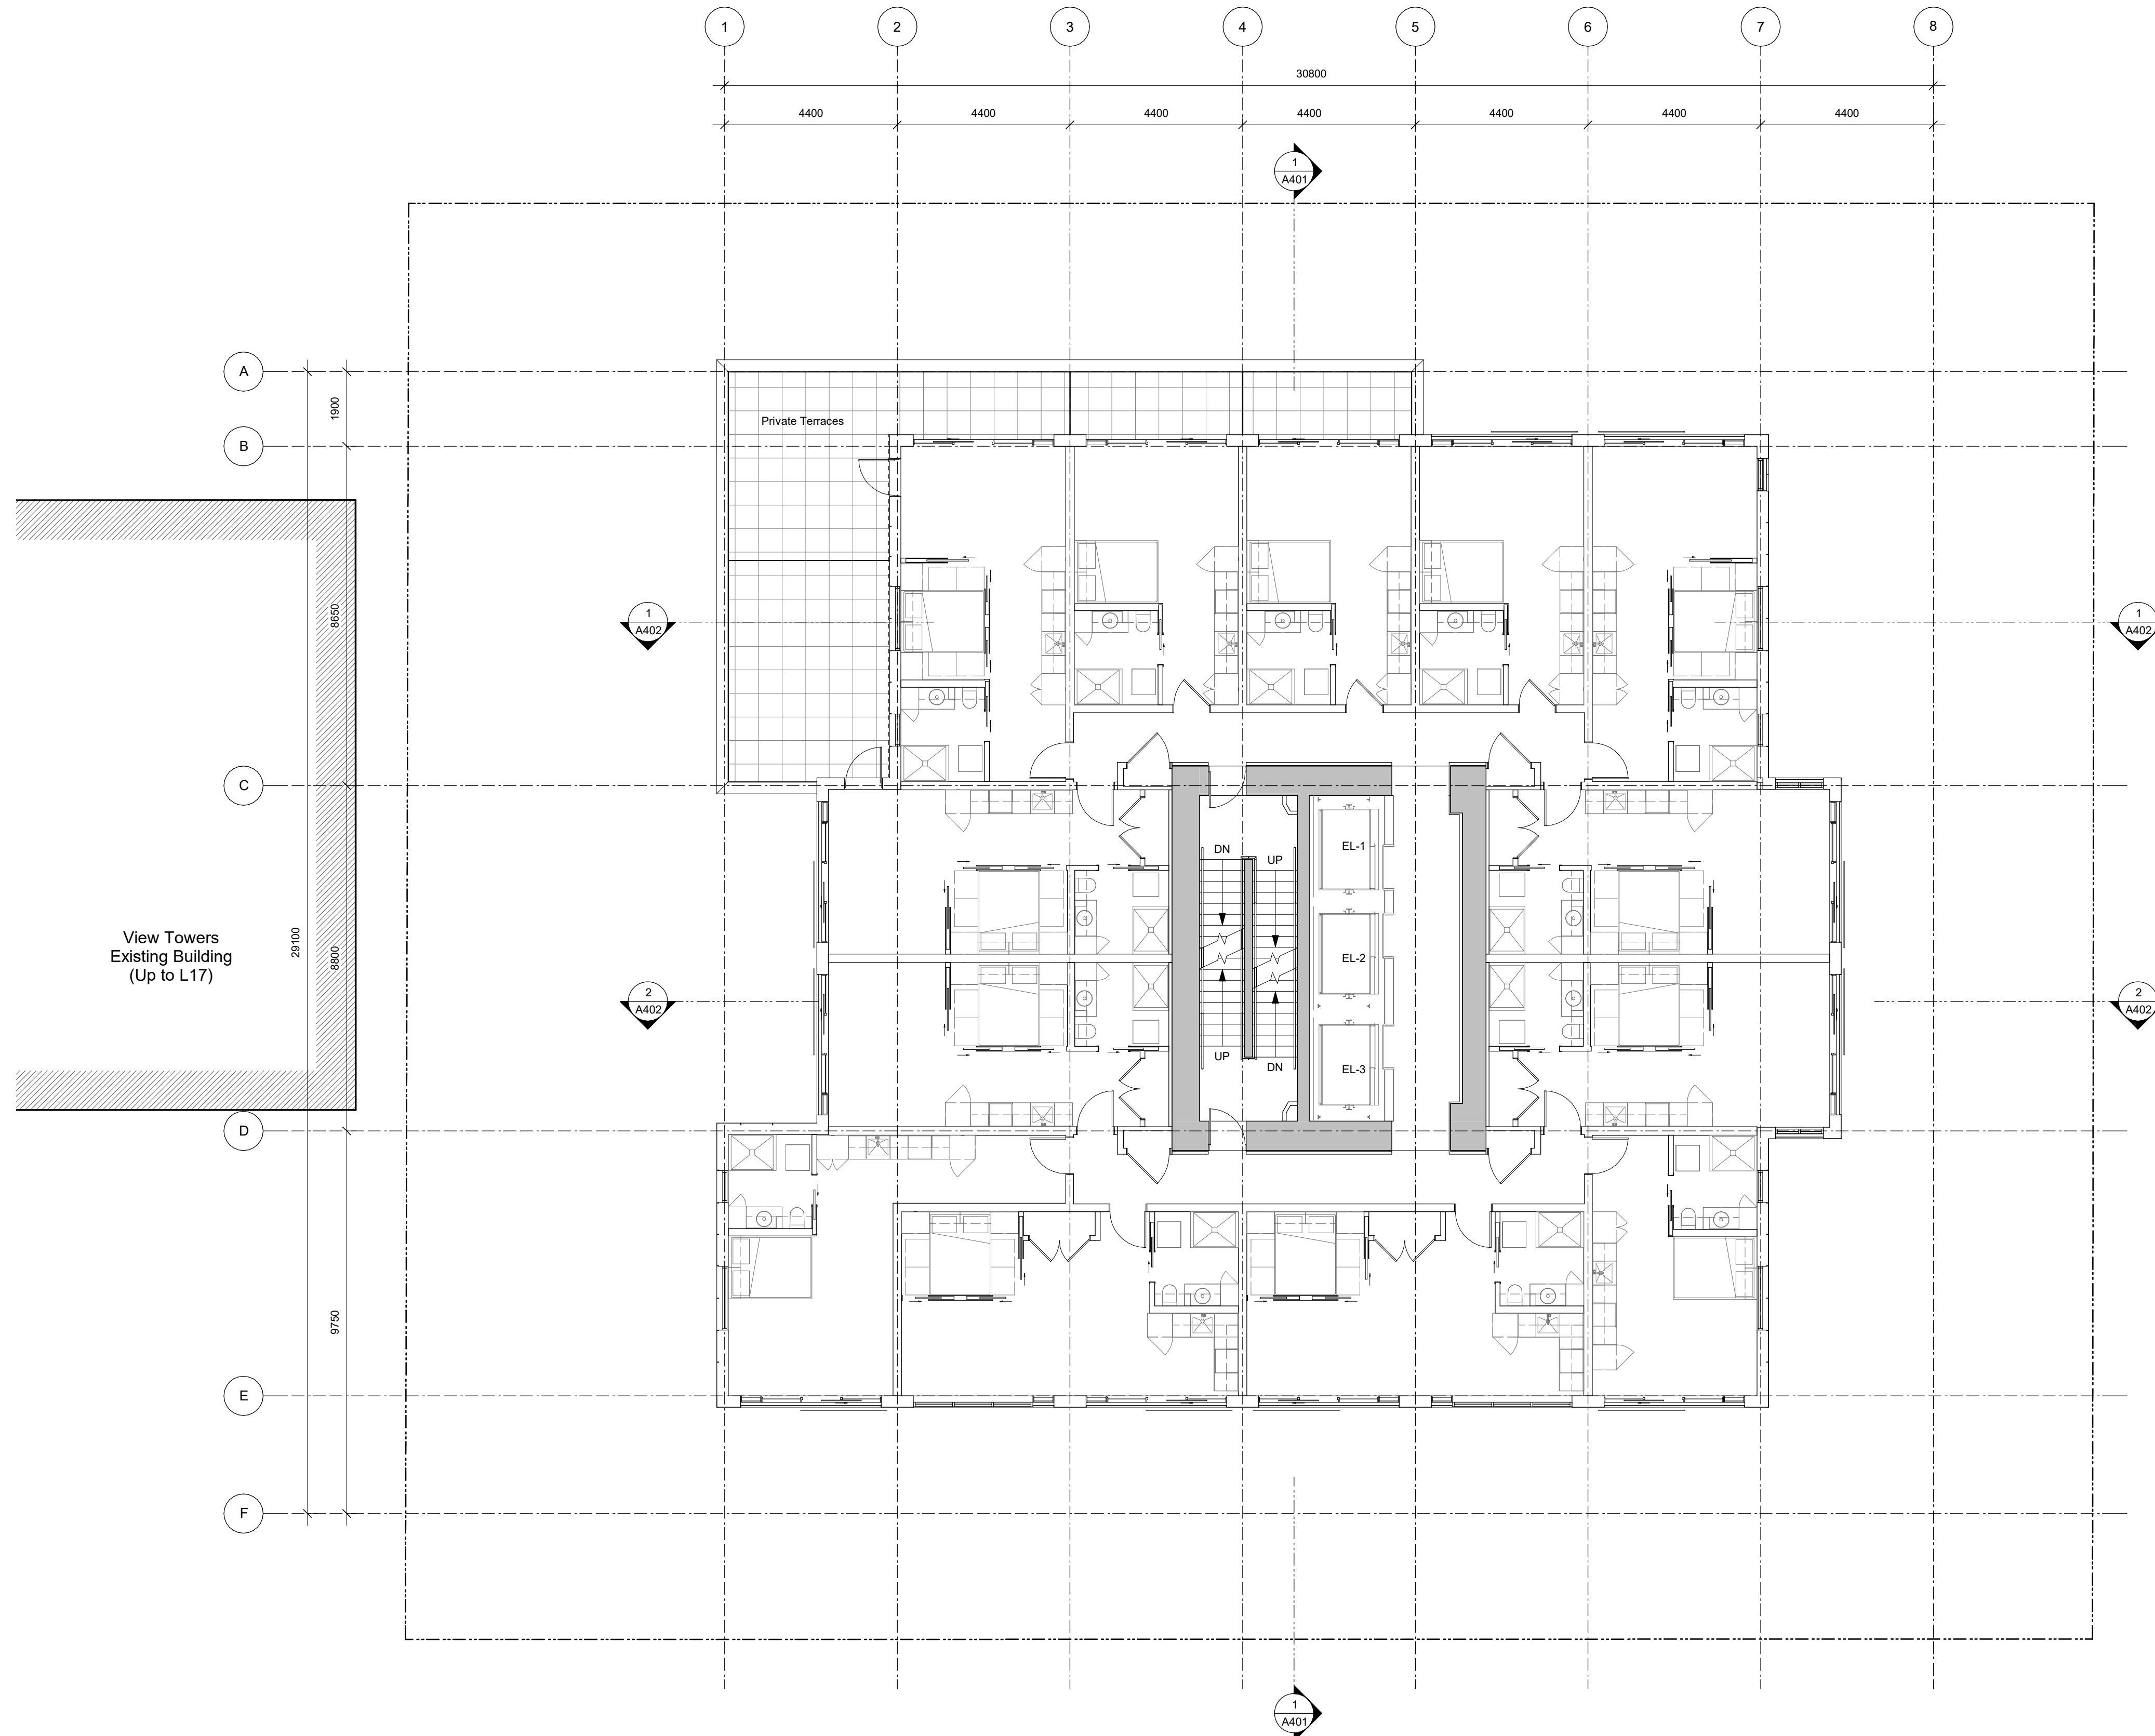 1
2
3
4
5
6
7
8
30800
4400
4400
4400
4400
4400
4400
4400
1
A401
A
1900
B
Private Terraces
8650
1
A402
1
A402
C
EL-1
DN
UP
View Towers
Existing Building
(Up to L17)
29100
8800
EL-2
2
A402
2
A402
UP
DN
EL-3
D
9750
E
F
1
A401